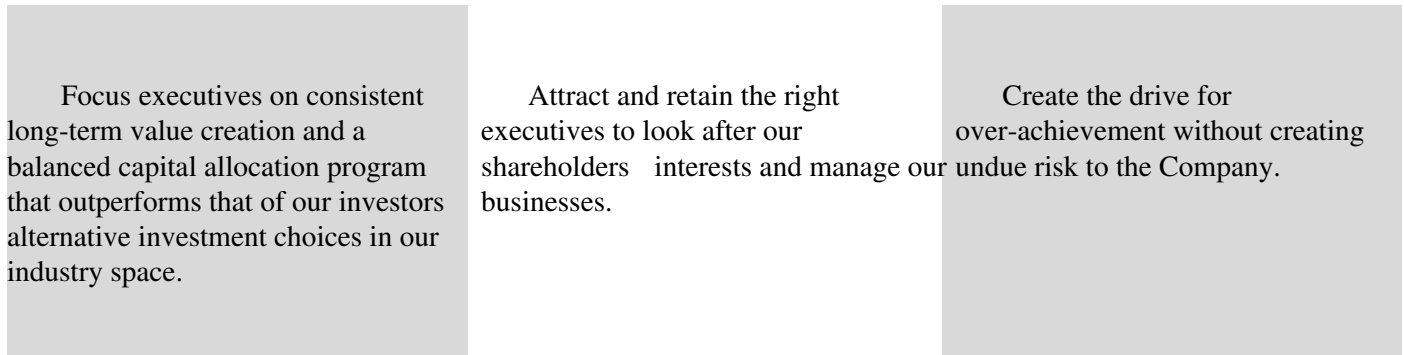 Focus executives on consistent
long-term value creation and a
balanced capital allocation program
that outperforms that of our investors
alternative investment choices in our
industry space.
Attract and retain the right
executives to look after our
shareholders interests and manage our
businesses.
Create the drive for
over-achievement without creating
undue risk to the Company.